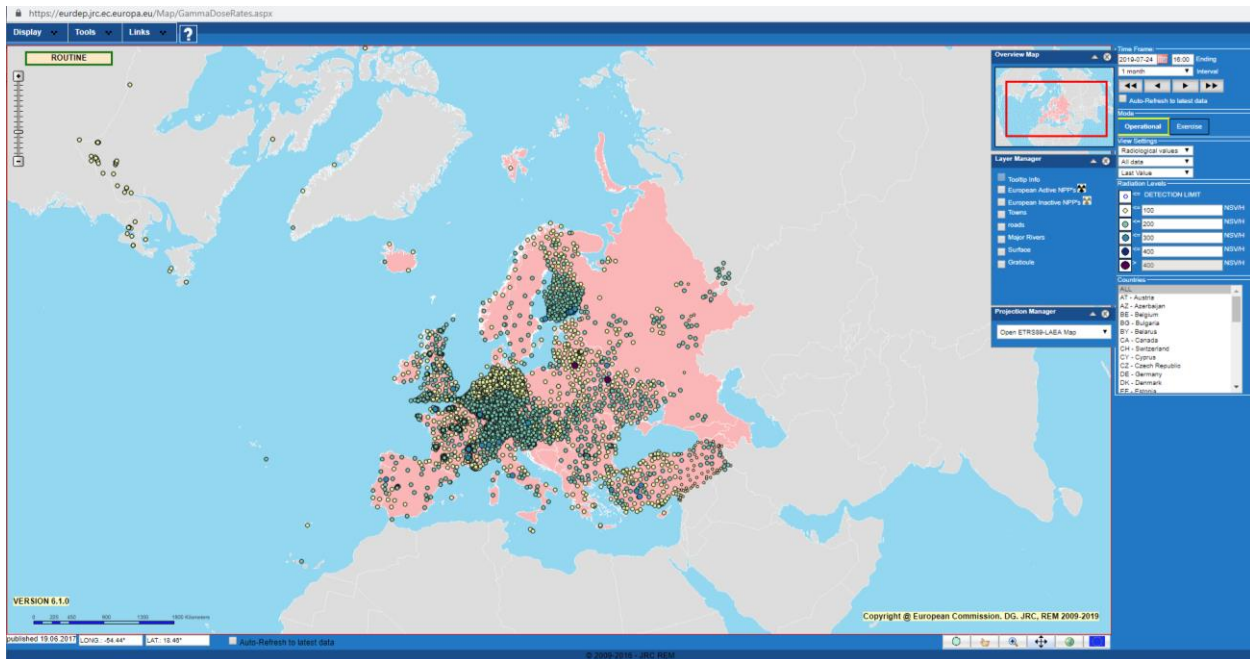 https://eurdep.jrc.ec.europa.eu/Map/GammaDoseRates.aspx
Display Tools Links ?
ROUTINE
Overview Map
Layer Manager
Tooltip Info
European Active NPP's
European Inactive NPP's
Towns
roads
Major Rivers
Surface
Graticule
Projection Manager
Open ETRS89-LAEA Map
Time Frame:
2019-07-24 16:00 Ending
1 month Interval
Auto-Refresh to latest data
Mode
Operational Exercise
View Settings
Radiological values
All data
Last Value
Radiation Levels
<= DETECTION LIMIT
<= 100 NSV/H
<= 200 NSV/H
<= 300 NSV/H
<= 400 NSV/H
> 400 NSV/H
Countries
ALL
AT - Austria
AZ - Azerbaijan
BE - Belgium
BG - Bulgaria
BY - Belarus
CA - Canada
CH - Switzerland
CY - Cyprus
CZ - Czech Republic
DE - Germany
DK - Denmark
EE - Estonia
VERSION 6.1.0
Copyright @ European Commission. DG. JRC, REM 2009-2019
published 19.06.2017 LONG.: -54.44° LAT.: 18.48° Auto-Refresh to latest data